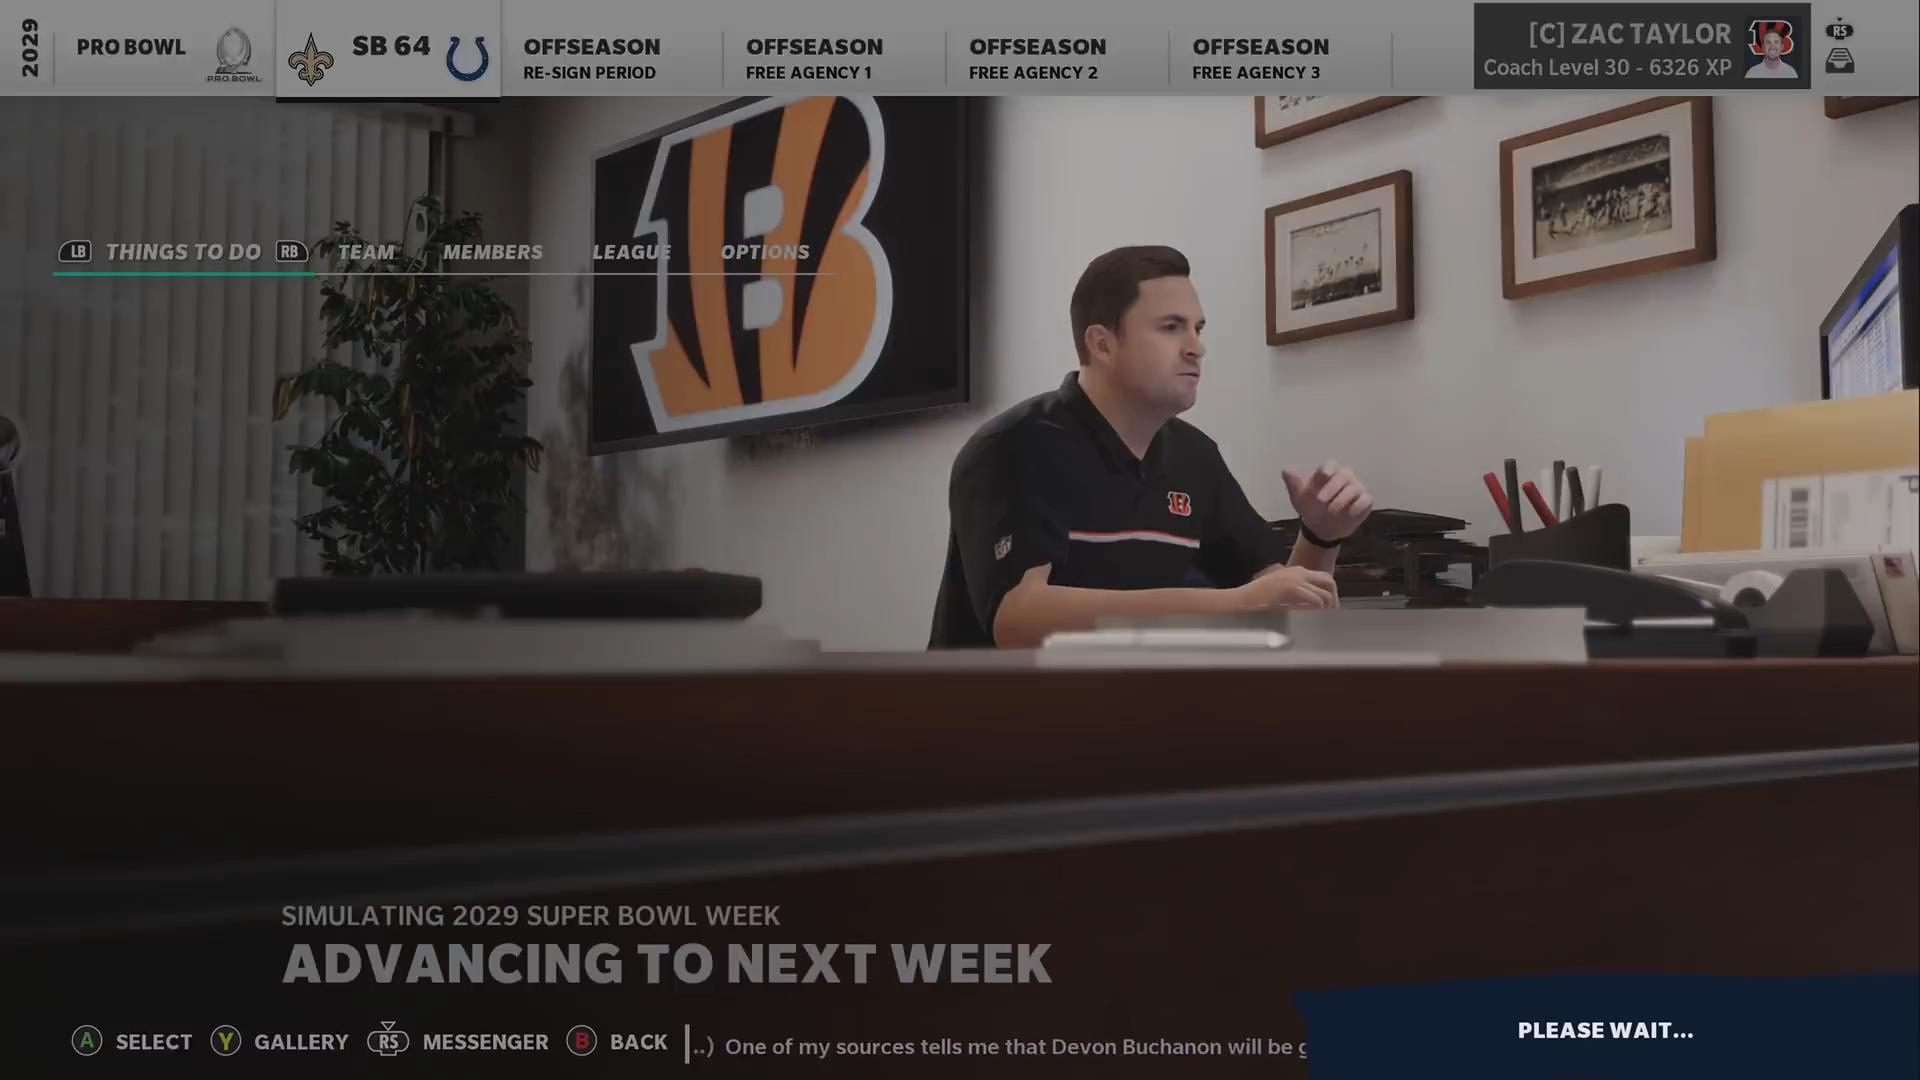 2029
PRO BOWL
PRO BOWL
SB 64
OFFSEASON
RE-SIGN PERIOD
OFFSEASON
FREE AGENCY 1
OFFSEASON
FREE AGENCY 2
OFFSEASON
FREE AGENCY 3
[C] ZAC TAYLOR
Coach Level 30 - 6326 XP
RS
LB THINGS TO DO RB TEAM MEMBERS LEAGUE OPTIONS
SIMULATING 2029 SUPER BOWL WEEK
ADVANCING TO NEXT WEEK
A SELECT Y GALLERY RS MESSENGER B BACK
..) One of my sources tells me that Devon Buchanon will be g
PLEASE WAIT...